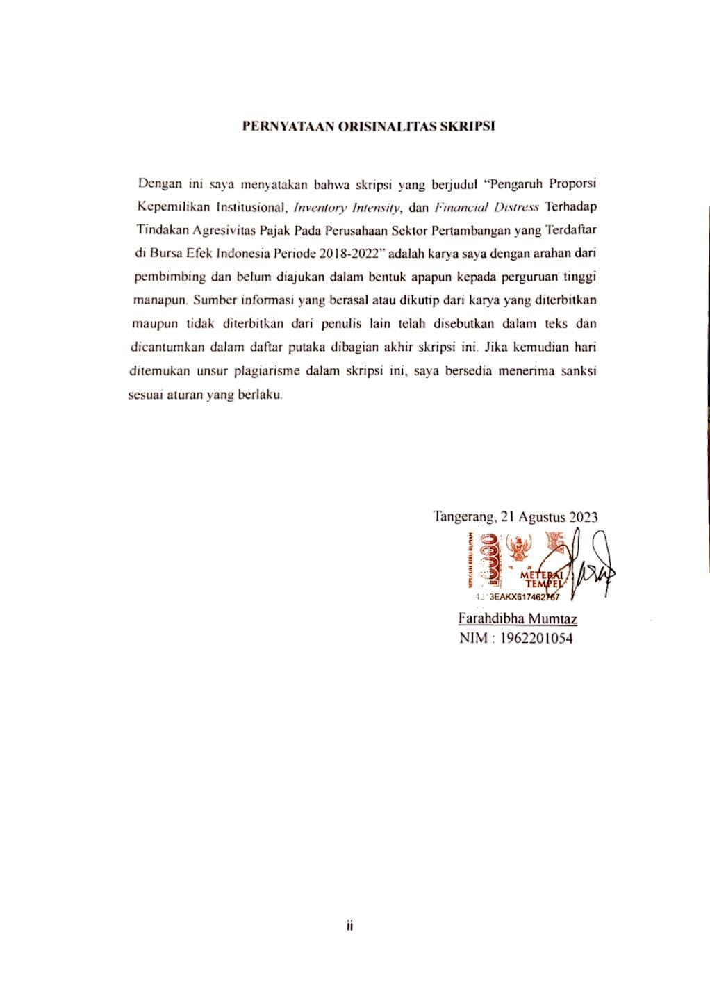 PERNYATAAN ORISINALITAS SKRIPSI
Dengan ini saya menyatakan bahwa skripsi yang berjudul “Pengaruh Proporsi
Kepemilikan Institusional, Inventory Intensity, dan Financial Distress Terhadap
Tindakan Agresivitas Pajak Pada Perusahaan Sektor Pertambangan yang Terdaftar
di Bursa Efek Indonesia Periode 2018-2022” adalah karya saya dengan arahan dari
pembimbing dan belum diajukan dalam bentuk apapun kepada perguruan tinggi
manapun. Sumber informasi yang berasal atau dikutip dari karya yang diterbitkan
maupun tidak diterbitkan dari penulis lain telah disebutkan dalam teks dan
dicantumkan dalam daftar putaka dibagian akhir skripsi ini. Jika kemudian hari
ditemukan unsur plagiarisme dalam skripsi ini, saya bersedia menerima sanksi
sesuai aturan yang berlaku.
Tangerang, 21 Agustus 2023
SEPULUH RIBU RUPIAH
10000
METERAI
TEMPEL
3EAKX617462767
Farahdibha Mumtaz
NIM : 1962201054
ii